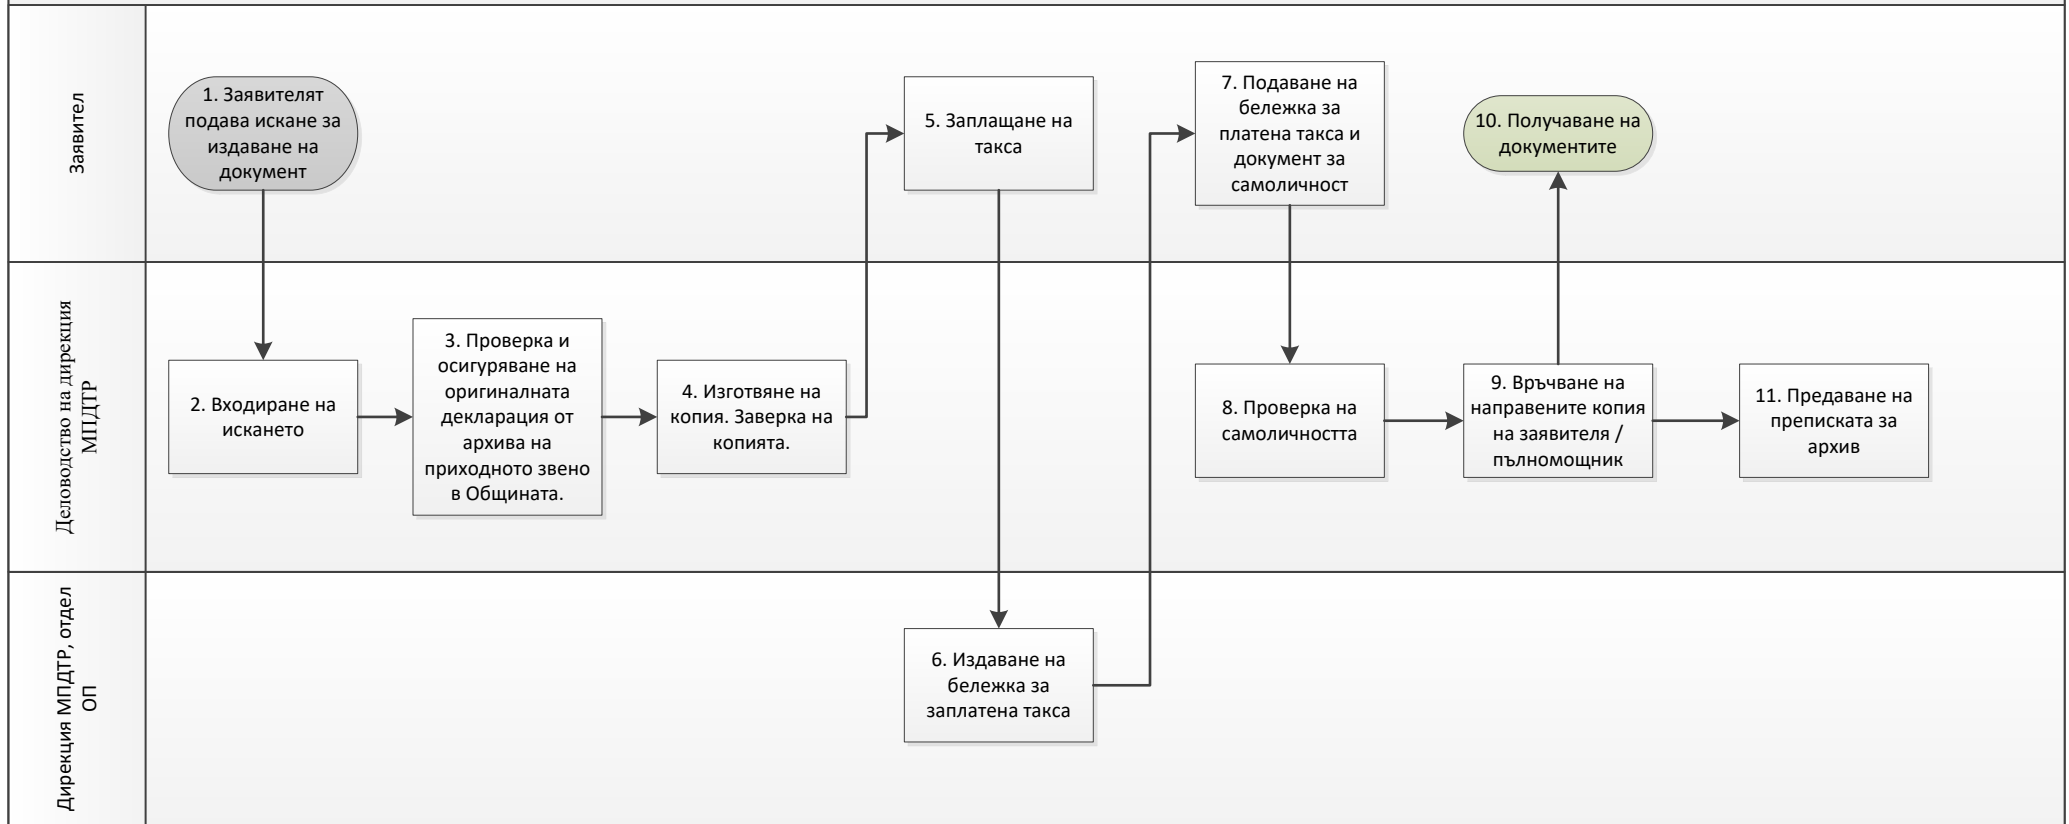 Заявител
1. Заявителят
подава искане за
издаване на
документ
5. Заплащане на
такса
7. Подаване на
бележка за
платена такса и
документ за
самоличност
10. Получаване на
документите
Деловодство на дирекция
МПДТР
2. Входиране на
искането
3. Проверка и
осигуряване на
оригиналната
декларация от
архива на
приходното звено
в Общината.
4. Изготвяне на
копия. Заверка на
копията.
8. Проверка на
самоличността
9. Връчване на
направените копия
на заявителя /
пълномощник
11. Предаване на
преписката за
архив
Дирекция МПДТР, отдел
ОП
6. Издаване на
бележка за
заплатена такса